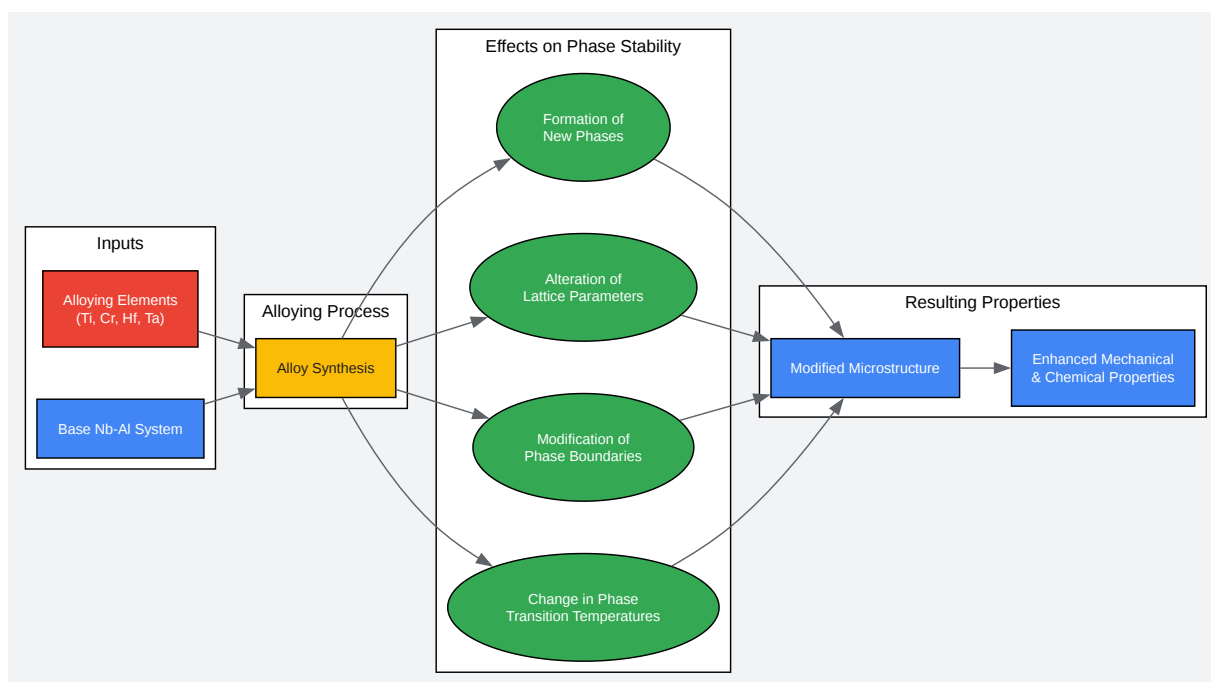 Inputs
Alloying Elements
(Ti, Cr, Hf, Ta)
Base Nb-Al System
Alloying Process
Alloy Synthesis
Effects on Phase Stability
Formation of
New Phases
Alteration of
Lattice Parameters
Modification of
Phase Boundaries
Change in Phase
Transition Temperatures
Resulting Properties
Modified Microstructure
Enhanced Mechanical
& Chemical Properties